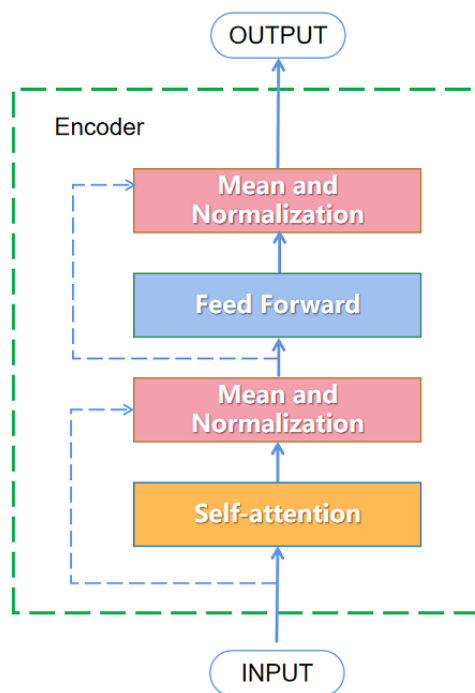 OUTPUT
Encoder
Mean and
Normalization
Feed Forward
Mean and
Normalization
Self-attention
INPUT